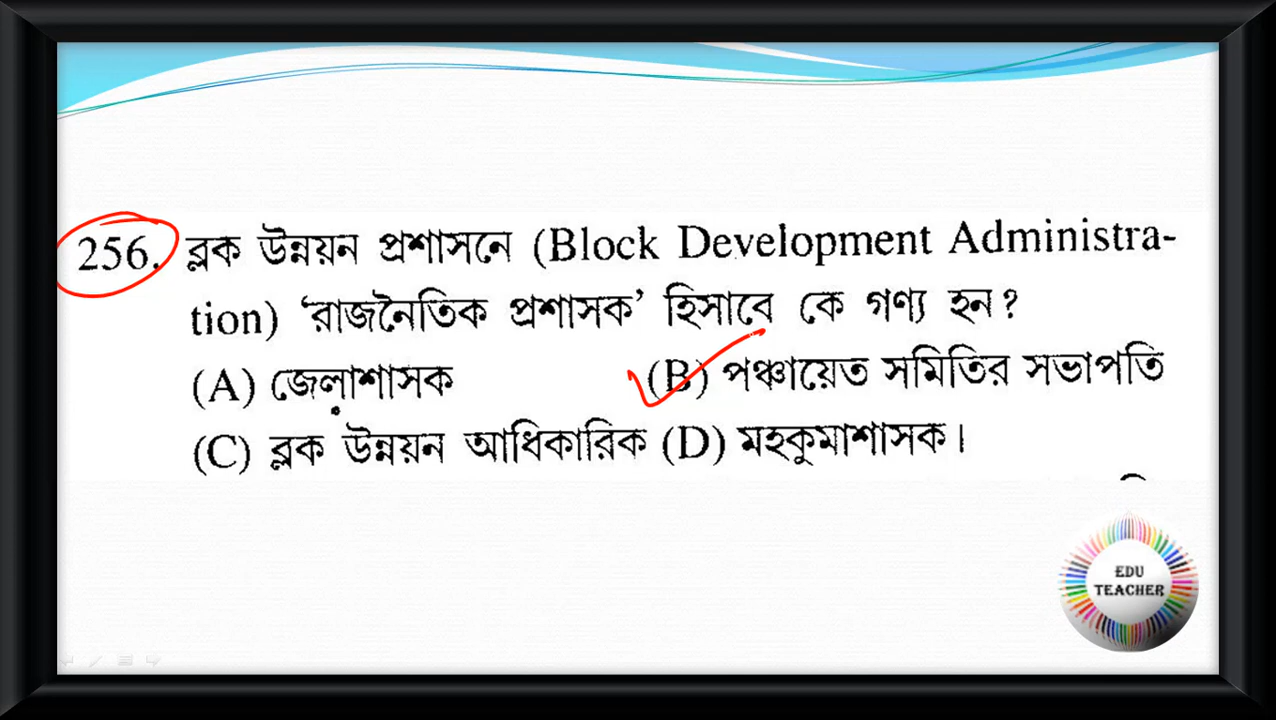 256. ব্লক উন্নয়ন প্রশাসনে (Block Development Administra-
tion) ‘রাজনৈতিক প্রশাসক’ হিসাবে কে গণ্য হন?
(A) জেলাশাসক (B) পঞ্চায়েত সমিতির সভাপতি
(C) ব্লক উন্নয়ন আধিকারিক (D) মহকুমাশাসক।
EDU
TEACHER